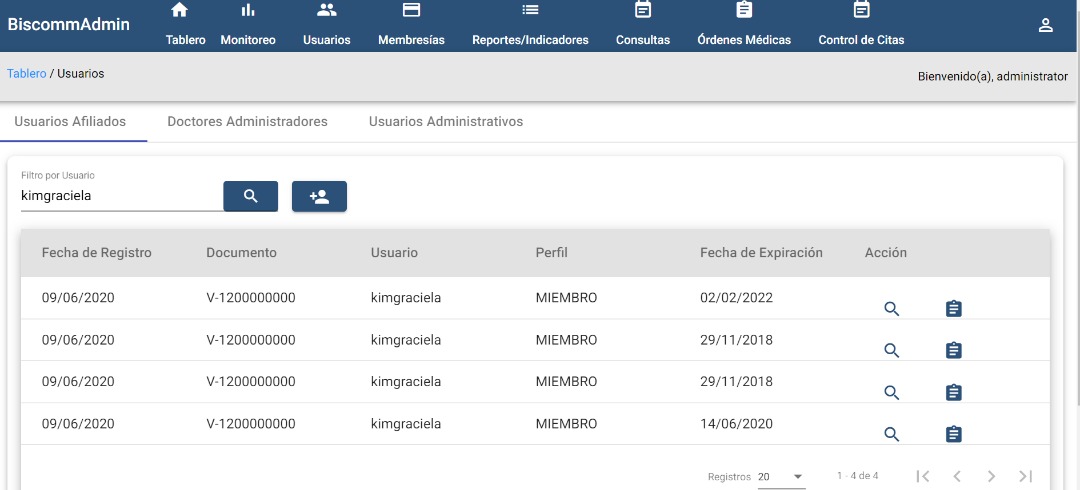 BiscommAdmin
Tablero Monitoreo Usuarios Membresías Reportes/Indicadores Consultas Órdenes Médicas Control de Citas
Tablero / Usuarios Bienvenido(a), administrator
Usuarios Afiliados Doctores Administradores Usuarios Administrativos
Filtro por Usuario
kimgraciela
Fecha de Registro Documento Usuario Perfil Fecha de Expiración Acción
09/06/2020 V-1200000000 kimgraciela MIEMBRO 02/02/2022
09/06/2020 V-1200000000 kimgraciela MIEMBRO 29/11/2018
09/06/2020 V-1200000000 kimgraciela MIEMBRO 29/11/2018
09/06/2020 V-1200000000 kimgraciela MIEMBRO 14/06/2020
Registros 20 1 - 4 de 4